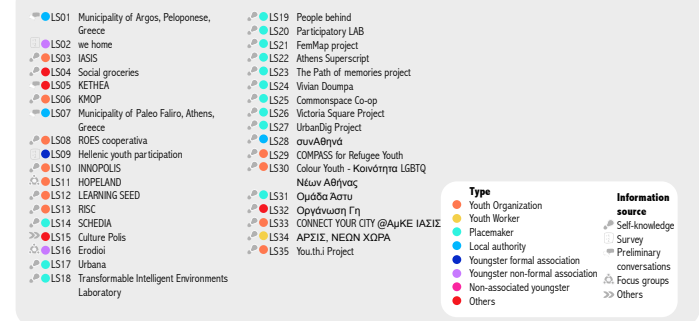 LS01 Municipality of Argos, Peloponese,
Greece
LS02 we home
LS03 IASIS
LS04 Social groceries
LS05 KETHEA
LS06 KMOP
LS07 Municipality of Paleo Faliro, Athens,
Greece
LS08 ROES cooperativa
LS09 Hellenic youth participation
LS10 INNOPOLIS
LS11 HOPELAND
LS12 LEARNING SEED
LS13 RISC
LS14 SCHEDIA
LS15 Culture Polis
LS16 Erodioi
LS17 Urbana
LS18 Transformable Intelligent Environments
Laboratory
LS19 People behind
LS20 Participatory LAB
LS21 FemMap project
LS22 Athens Superscript
LS23 The Path of memories project
LS24 Vivian Doumpa
LS25 Commonspace Co-op
LS26 Victoria Square Project
LS27 UrbanDig Project
LS28 συνΑθηνά
LS29 COMPASS for Refugee Youth
LS30 Colour Youth - Κοινότητα LGBTQ
Νέων Αθήνας
LS31 Ομάδα Άστυ
LS32 Οργάνωση Γη
LS33 CONNECT YOUR CITY @ΑμΚΕ ΙΑΣΙΣ
LS34 ΑΡΣΙΣ, ΝΕΩΝ ΧΩΡΑ
LS35 You.th.i Project
Type
Youth Organization
Youth Worker
Placemaker
Local authority
Youngster formal association
Youngster non-formal association
Non-associated youngster
Others
Information
source
Self-knowledge
Survey
Preliminary
conversations
Focus groups
Others